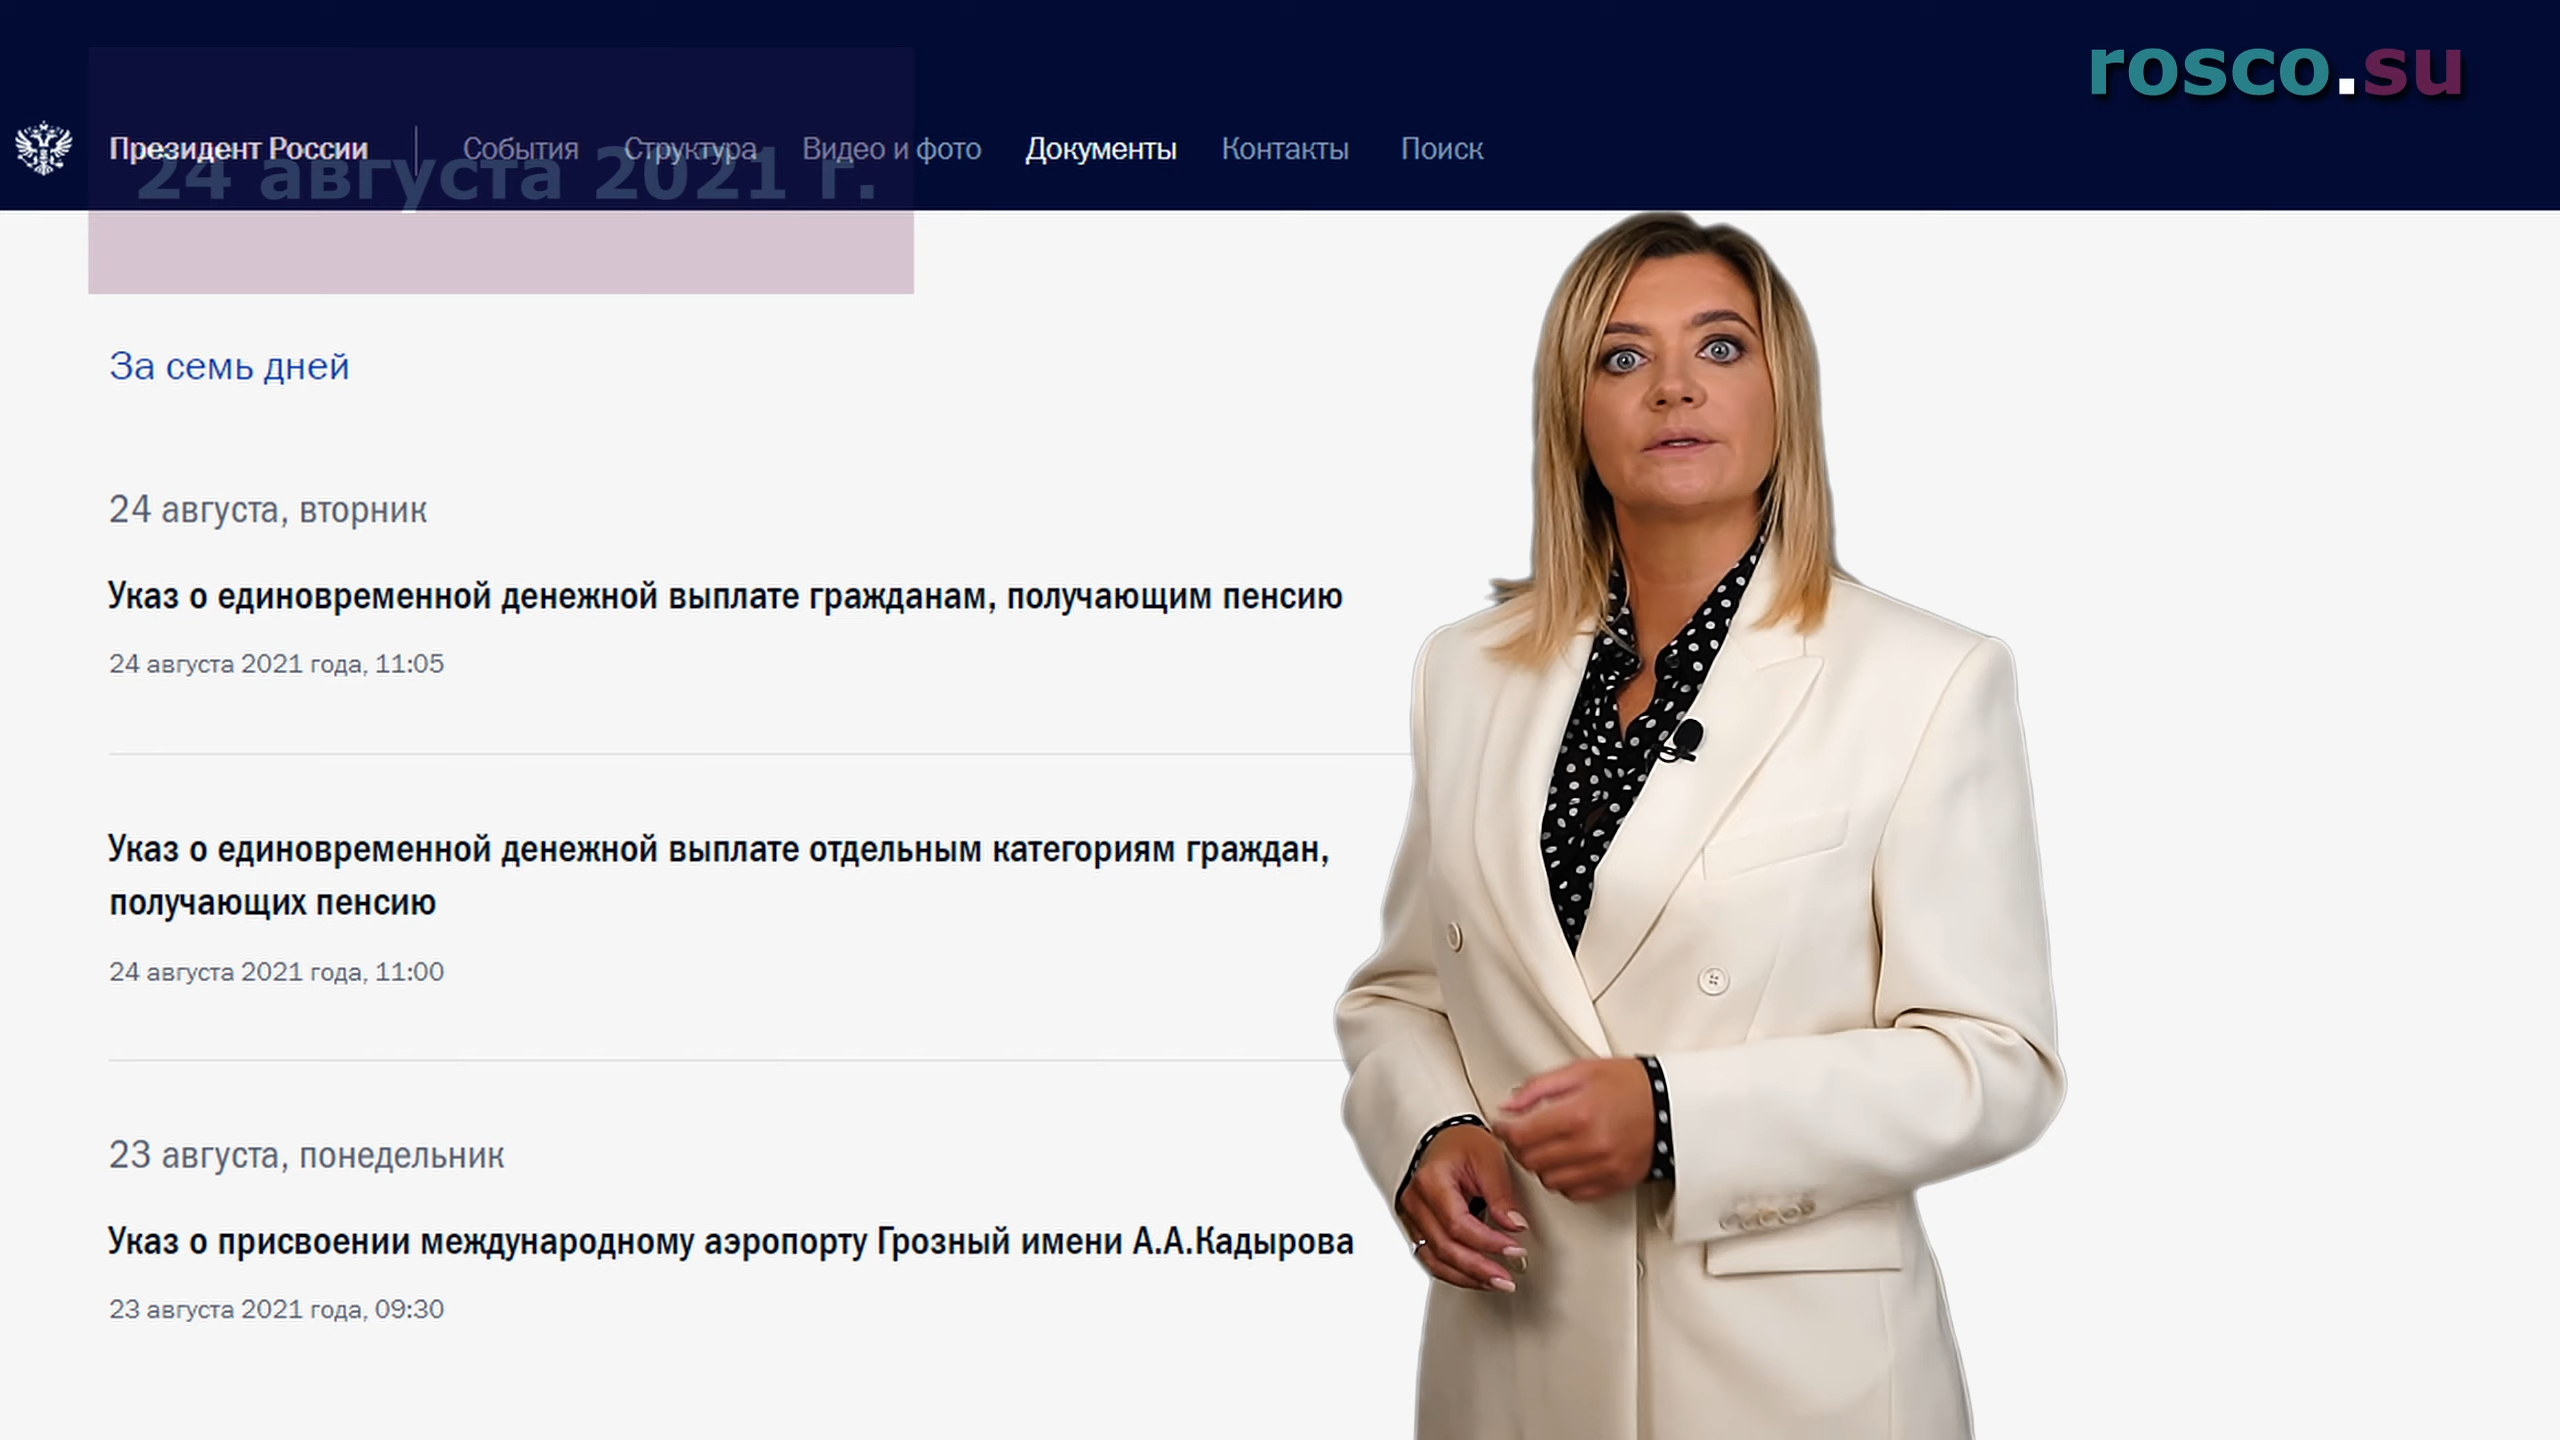 rosco.su
Президент России События Структура Видео и фото Документы Контакты Поиск
24 августа 2021 г.
За семь дней
24 августа, вторник
Указ о единовременной денежной выплате гражданам, получающим пенсию
24 августа 2021 года, 11:05
Указ о единовременной денежной выплате отдельным категориям граждан,
получающих пенсию
24 августа 2021 года, 11:00
23 августа, понедельник
Указ о присвоении международному аэропорту Грозный имени А.А.Кадырова
23 августа 2021 года, 09:30